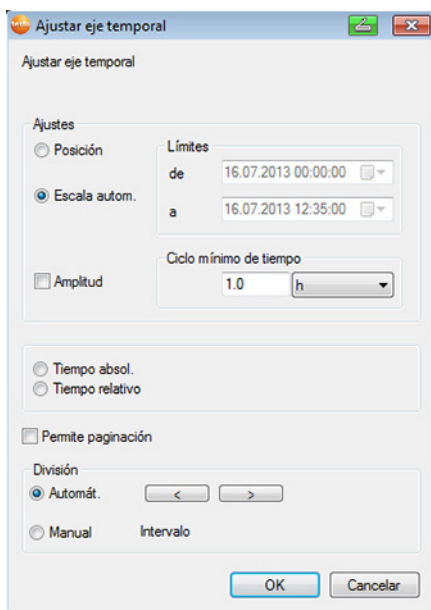 Ajustar eje temporal
Ajustar eje temporal
Ajustes
Posición
Escala autom.
Límites
de 16.07.2013 00:00:00
a 16.07.2013 12:35:00
Ciclo mínimo de tiempo
Amplitud
1.0 h
Tiempo absol.
Tiempo relativo
Permite paginación
División
Automát. < >
Manual Intervalo
OK Cancelar